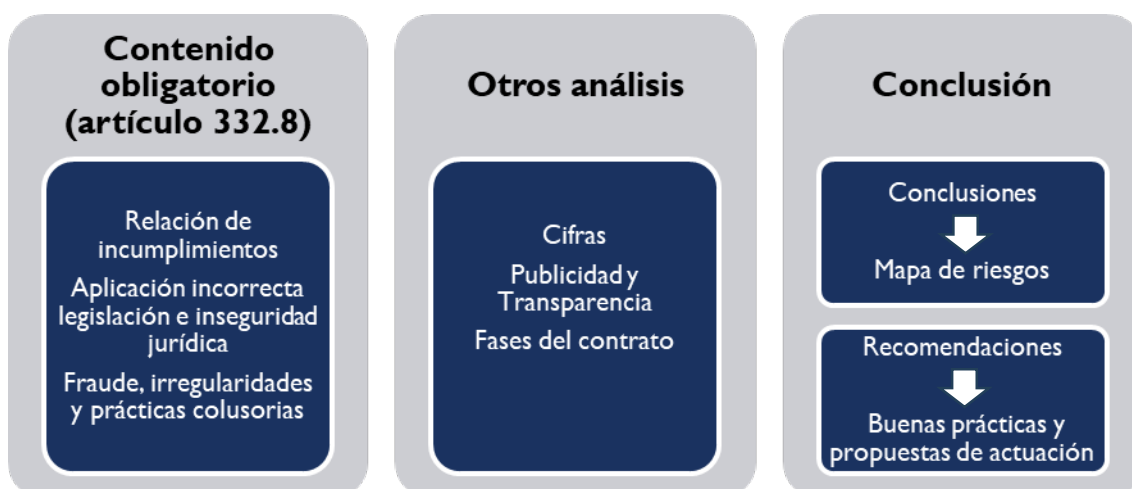 Contenido
obligatorio
(artículo 332.8)
Relación de
incumplimientos
Aplicación incorrecta
legislación e inseguridad
jurídica
Fraude, irregularidades
y prácticas colusorias
Otros análisis
Cifras
Publicidad y
Transparencia
Fases del contrato
Conclusión
Conclusiones
Mapa de riesgos
Recomendaciones
Buenas prácticas y
propuestas de actuación